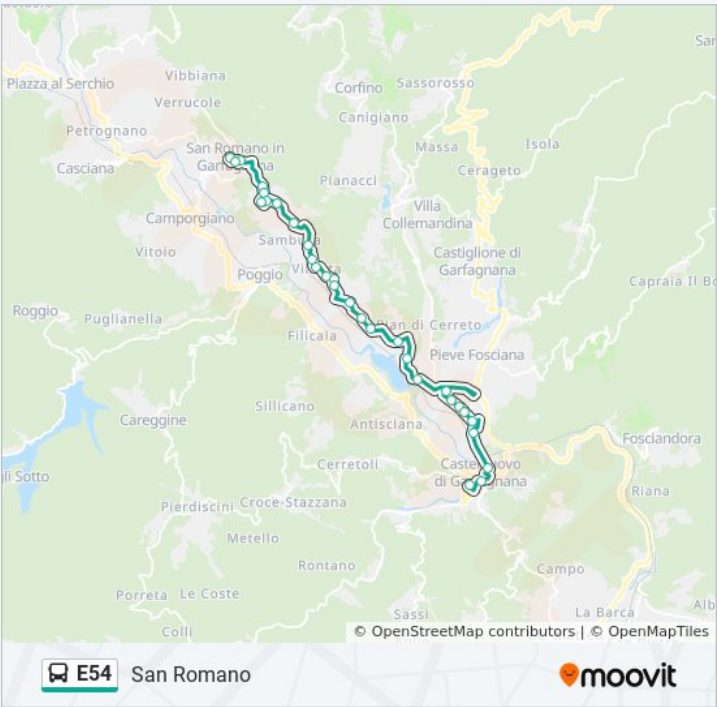 Vibbiana
Piazza al Serchio
Corfino
Sassorosso
Verrucole
Canigiano
Petrognano
Massa
Isola
San Romano in
Garfagnana
Casciana
Cerageto
Pianacci
Villa
Collemandina
Camporgiano
Sambuca
Castiglione di
Garfagnana
Vitoio
Poggio
Capraia
Roggio
Puglianella
Filicaia
Pian di Cerreto
Pieve Fosciana
Sillicano
Careggine
Antisciana
Fosciandora
Cerretoli
Castelnuovo
di Garfagnana
gli Sotto
Riana
Pierdiscini
Croce-Stazzana
Metello
Rontano
Campo
Porreta
Le Coste
Sassi
La Barca
Colli
© OpenStreetMap contributors | © OpenMapTiles
E54 San Romano
moovit